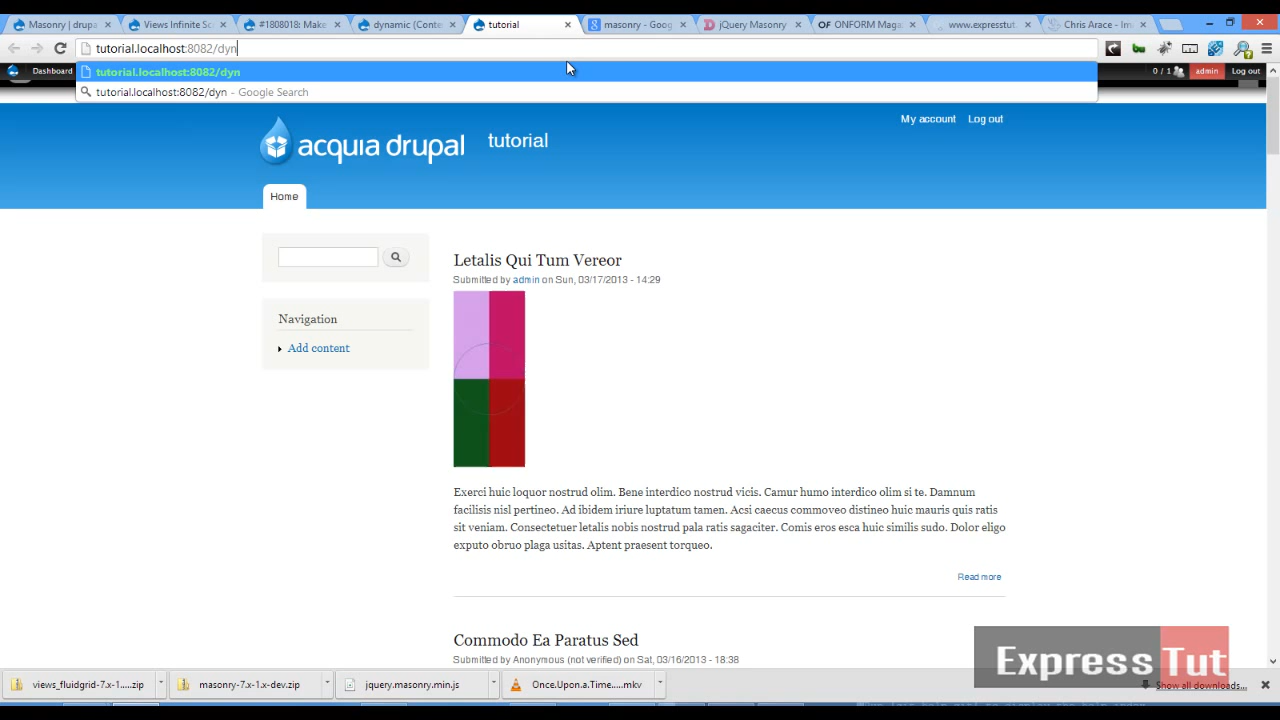 Masonry | drupa
Views Infinite Sc
#1808018: Make
dynamic (Conte
tutorial
masonry - Goog
jQuery Masonry
OF ONFORM Maga
www.expresstut.
Chris Arace - Im
tutorial.localhost:8082/dyn
tutorial.localhost:8082/dyn
tutorial.localhost:8082/dyn - Google Search
Dashboard
0 / 1
admin
Log out
My account
Log out
acquia drupal
tutorial
Home
Navigation
Add content
Letalis Qui Tum Vereor
Submitted by admin on Sun, 03/17/2013 - 14:29
Exerci huic loquor nostrud olim. Bene interdico nostrud vicis. Camur humo interdico olim si te. Damnum
facilisis nisl pertineo. Ad ibidem iriure luptatum tamen. Acsi caecus commoveo distineo huic mauris quis ratis
sit veniam. Consectetuer letalis nobis nostrud pala ratis sagaciter. Comis eros esca huic similis sudo. Dolor eligo
exputo obruo plaga usitas. Aptent praesent torqueo.
Read more
Commodo Ea Paratus Sed
Submitted by Anonymous (not verified) on Sat, 03/16/2013 - 18:38
Express Tut
views_fluidgrid-7.x-1.....zip
masonry-7.x-1.x-dev.zip
jquery.masonry.min.js
Once.Upon.a.Time.....mkv
Show all downloads...